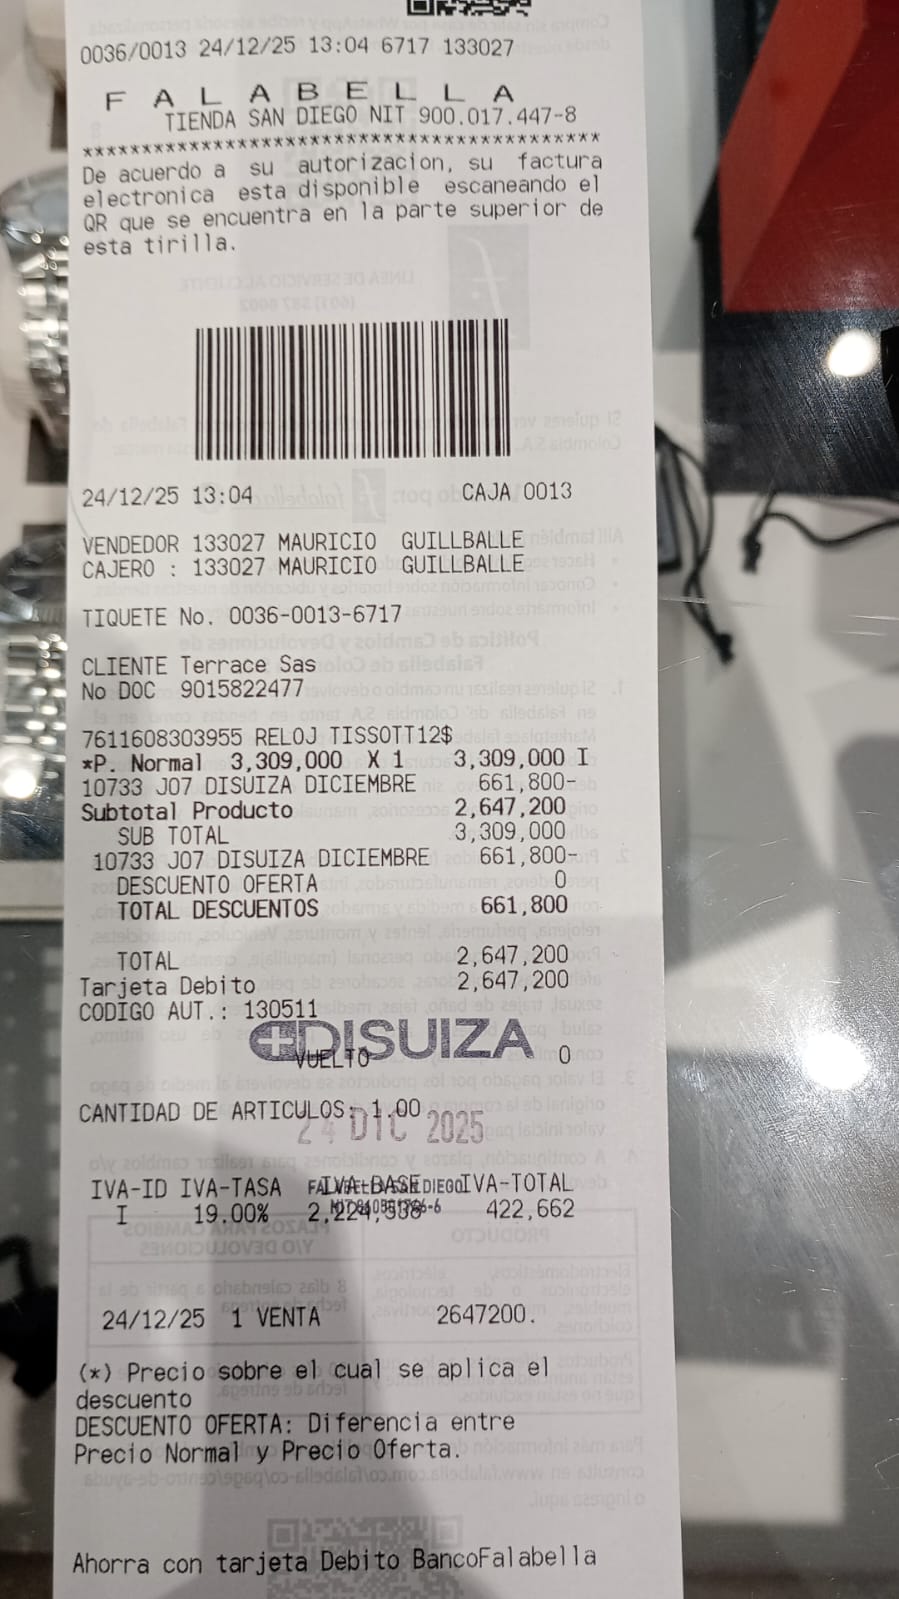 0036/0013 24/12/25 13:04 6717 133027
F A L A B E L L A
TIENDA SAN DIEGO NIT 900.017.447-8
********************************************
De acuerdo a su autorizacion, su factura
electronica esta disponible escaneando el
QR que se encuentra en la parte superior de
esta tirilla.
24/12/25 13:04 CAJA 0013
VENDEDOR 133027 MAURICIO GUILLBALLE
CAJERO : 133027 MAURICIO GUILLBALLE
TIQUETE No. 0036-0013-6717
CLIENTE Terrace Sas
No DOC 9015822477
7611608303955 RELOJ TISSOTT12$
*P. Normal 3,309,000 X 1 3,309,000 I
10733 J07 DISUIZA DICIEMBRE 661,800-
Subtotal Producto 2,647,200
SUB TOTAL 3,309,000
10733 J07 DISUIZA DICIEMBRE 661,800-
DESCUENTO OFERTA 0
TOTAL DESCUENTOS 661,800
TOTAL 2,647,200
Tarjeta Debito 2,647,200
CODIGO AUT.: 130511
DISUIZA
VUELTO 0
CANTIDAD DE ARTICULOS: 1.00
24 DIC 2025
IVA-ID IVA-TASA IVA-BASE IVA-TOTAL
I 19.00% 2,224,538 422,662
24/12/25 1 VENTA 2647200.
(*) Precio sobre el cual se aplica el
descuento
DESCUENTO OFERTA: Diferencia entre
Precio Normal y Precio Oferta.
Ahorra con tarjeta Debito BancoFalabella